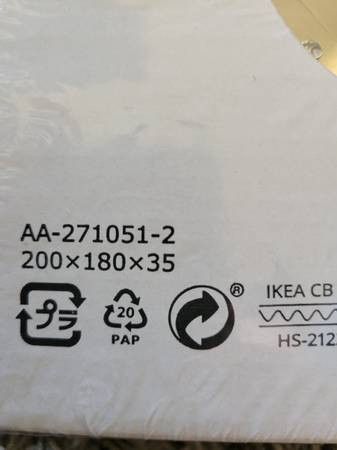 AA-271051-2
200×180×35
プラ
20
PAP
®
IKEA CB
HS-212